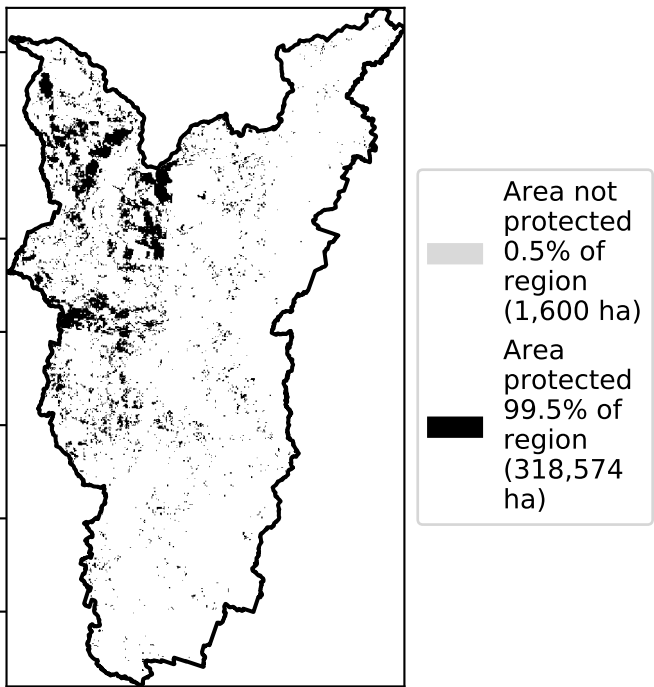 Area not
protected
0.5% of
region
(1,600 ha)
Area
protected
99.5% of
region
(318,574
ha)